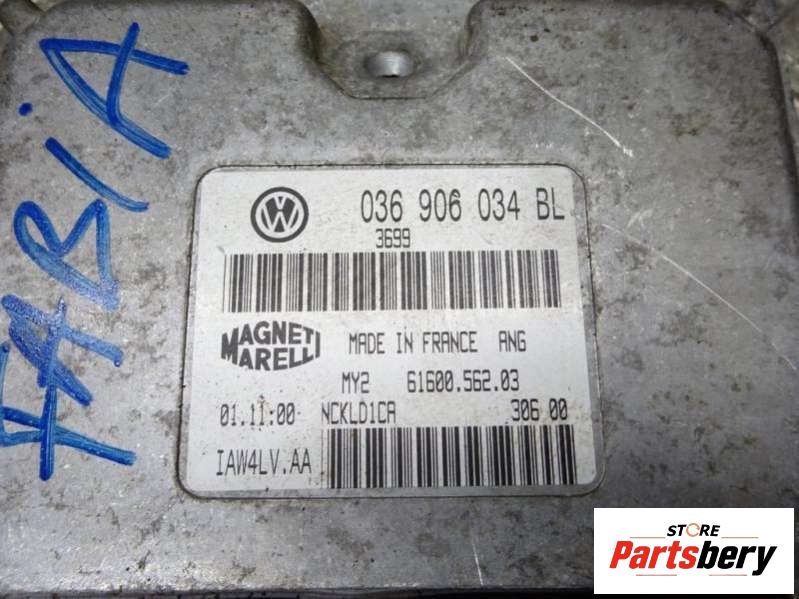 FABIA
036 906 034 BL
3699
MAGNETI MARELLI
MADE IN FRANCE ANG
MY2 61600.562.03
01.11:00 NCKLD1CA 306 00
IAW4LV.AA
STORE
Partsbery